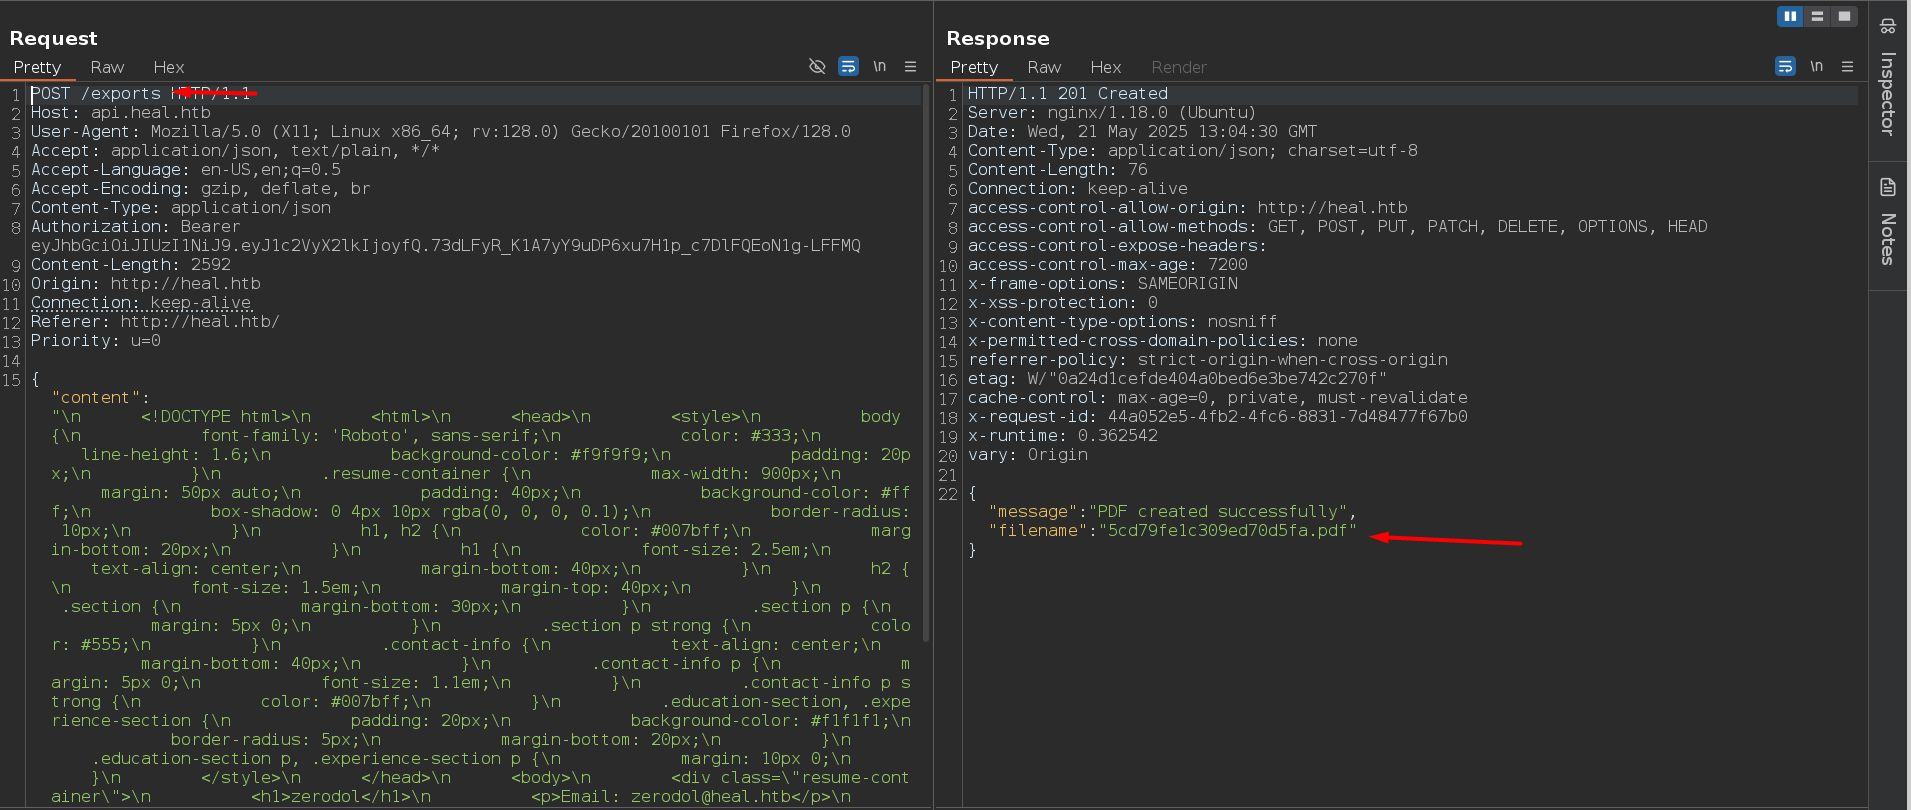 Request
Pretty Raw Hex
\n
1 POST /exports HTTP/1.1
2 Host: api.heal.htb
3 User-Agent: Mozilla/5.0 (X11; Linux x86_64; rv:128.0) Gecko/20100101 Firefox/128.0
4 Accept: application/json, text/plain, */*
5 Accept-Language: en-US,en;q=0.5
6 Accept-Encoding: gzip, deflate, br
7 Content-Type: application/json
8 Authorization: Bearer
eyJhbGciOiJIUzI1NiJ9.eyJ1c2VyX2lkIjoyfQ.73dLFyR_K1A7yY9uDP6xu7H1p_c7DlFQEoN1g-LFFMQ
9 Content-Length: 2592
10 Origin: http://heal.htb
11 Connection: keep-alive
12 Referer: http://heal.htb/
13 Priority: u=0
14
15 {
"content":
"\n <!DOCTYPE html>\n <html>\n <head>\n <style>\n body
{\n font-family: 'Roboto', sans-serif;\n color: #333;\n
line-height: 1.6;\n background-color: #f9f9f9;\n padding: 20p
x;\n }\n .resume-container {\n max-width: 900px;\n
margin: 50px auto;\n padding: 40px;\n background-color: #ff
f;\n box-shadow: 0 4px 10px rgba(0, 0, 0, 0.1);\n border-radius:
10px;\n }\n h1, h2 {\n color: #007bff;\n marg
in-bottom: 20px;\n }\n h1 {\n font-size: 2.5em;\n
text-align: center;\n margin-bottom: 40px;\n }\n h2 {
\n font-size: 1.5em;\n margin-top: 40px;\n }\n
.section {\n margin-bottom: 30px;\n }\n .section p {\n
margin: 5px 0;\n }\n .section p strong {\n colo
r: #555;\n }\n .contact-info {\n text-align: center;\n
margin-bottom: 40px;\n }\n .contact-info p {\n m
argin: 5px 0;\n font-size: 1.1em;\n }\n .contact-info p s
trong {\n color: #007bff;\n }\n .education-section, .expe
rience-section {\n padding: 20px;\n background-color: #f1f1f1;\n
border-radius: 5px;\n margin-bottom: 20px;\n }\n
.education-section p, .experience-section p {\n margin: 10px 0;\n
}\n </style>\n </head>\n <body>\n <div class=\"resume-cont
ainer\">\n <h1>zerodol</h1>\n <p>Email: zerodol@heal.htb</p>\n
Response
Pretty Raw Hex Render
\n
1 HTTP/1.1 201 Created
2 Server: nginx/1.18.0 (Ubuntu)
3 Date: Wed, 21 May 2025 13:04:30 GMT
4 Content-Type: application/json; charset=utf-8
5 Content-Length: 76
6 Connection: keep-alive
7 access-control-allow-origin: http://heal.htb
8 access-control-allow-methods: GET, POST, PUT, PATCH, DELETE, OPTIONS, HEAD
9 access-control-expose-headers:
10 access-control-max-age: 7200
11 x-frame-options: SAMEORIGIN
12 x-xss-protection: 0
13 x-content-type-options: nosniff
14 x-permitted-cross-domain-policies: none
15 referrer-policy: strict-origin-when-cross-origin
16 etag: W/"0a24d1cefde404a0bed6e3be742c270f"
17 cache-control: max-age=0, private, must-revalidate
18 x-request-id: 44a052e5-4fb2-4fc6-8831-7d48477f67b0
19 x-runtime: 0.362542
20 vary: Origin
21
22 {
"message":"PDF created successfully",
"filename":"5cd79fe1c309ed70d5fa.pdf"
}
Inspector
Notes